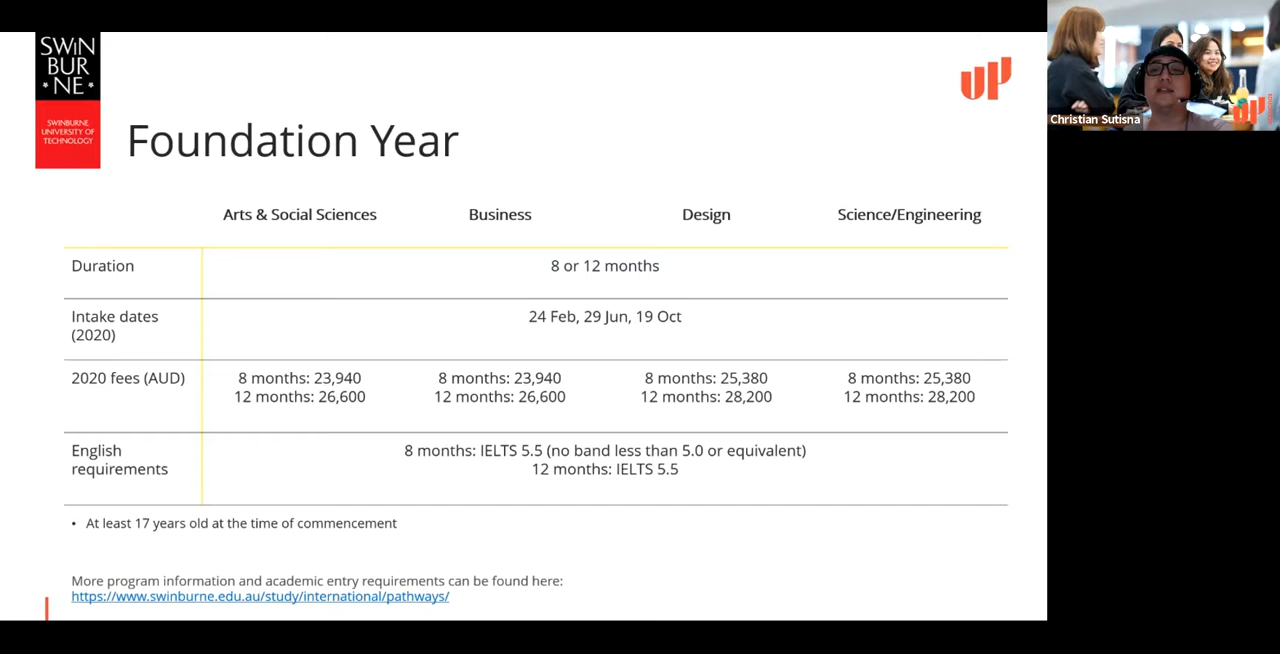 SWIN
BUR
* NE *
SWINBURNE
UNIVERSITY OF
TECHNOLOGY
UP
Christian Sutisna
Foundation Year
Arts & Social Sciences Business Design Science/Engineering
Duration 8 or 12 months
Intake dates 24 Feb, 29 Jun, 19 Oct
(2020)
2020 fees (AUD) 8 months: 23,940 8 months: 23,940 8 months: 25,380 8 months: 25,380
12 months: 26,600 12 months: 26,600 12 months: 28,200 12 months: 28,200
English 8 months: IELTS 5.5 (no band less than 5.0 or equivalent)
requirements 12 months: IELTS 5.5
• At least 17 years old at the time of commencement
More program information and academic entry requirements can be found here:
https://www.swinburne.edu.au/study/international/pathways/